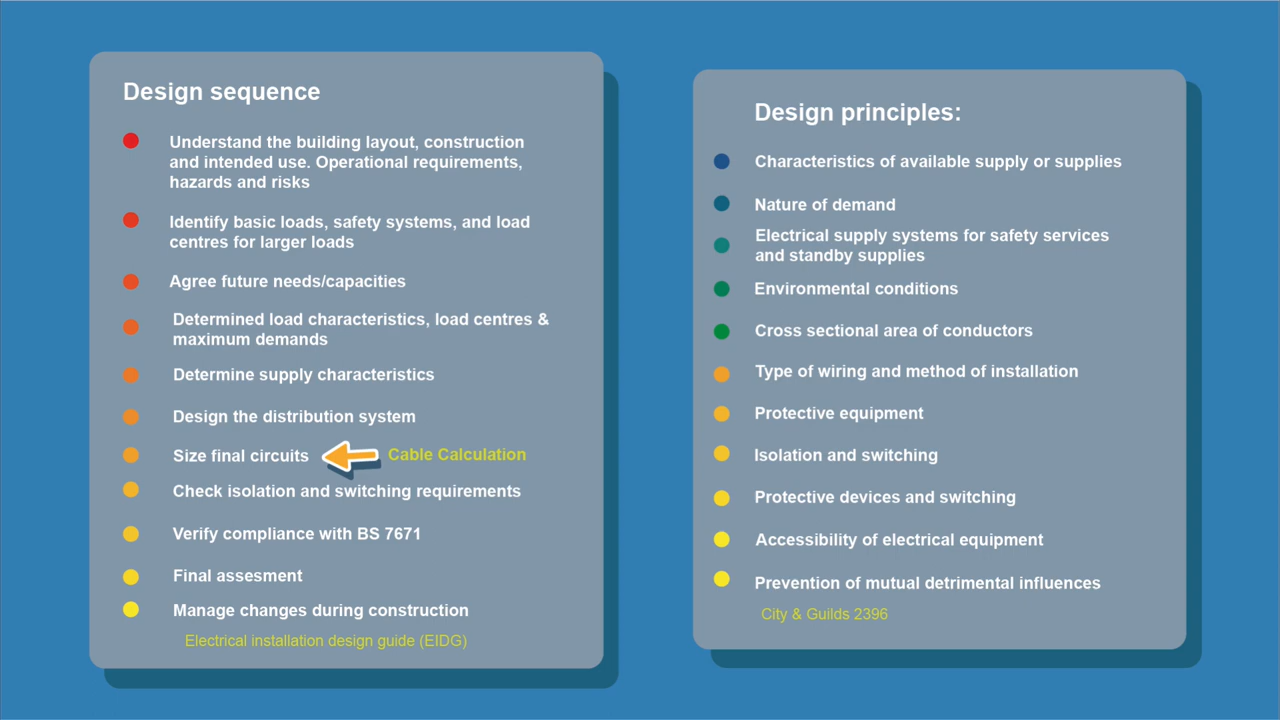 Design sequence
Understand the building layout, construction
and intended use. Operational requirements,
hazards and risks
Identify basic loads, safety systems, and load
centres for larger loads
Agree future needs/capacities
Determined load characteristics, load centres &
maximum demands
Determine supply characteristics
Design the distribution system
Size final circuits
Cable Calculation
Check isolation and switching requirements
Verify compliance with BS 7671
Final assesment
Manage changes during construction
Electrical installation design guide (EIDG)
Design principles:
Characteristics of available supply or supplies
Nature of demand
Electrical supply systems for safety services
and standby supplies
Environmental conditions
Cross sectional area of conductors
Type of wiring and method of installation
Protective equipment
Isolation and switching
Protective devices and switching
Accessibility of electrical equipment
Prevention of mutual detrimental influences
City & Guilds 2396